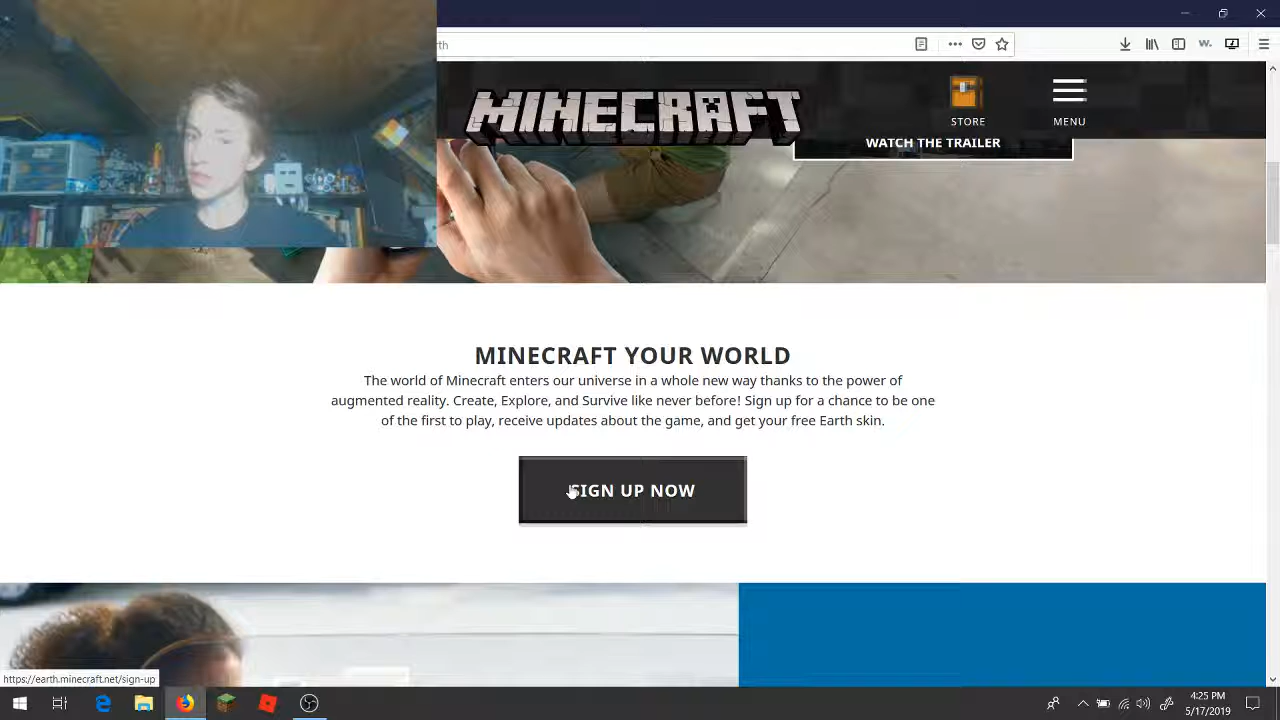 rth
MINECRAFT
STORE
MENU
WATCH THE TRAILER
MINECRAFT YOUR WORLD
The world of Minecraft enters our universe in a whole new way thanks to the power of
augmented reality. Create, Explore, and Survive like never before! Sign up for a chance to be one
of the first to play, receive updates about the game, and get your free Earth skin.
SIGN UP NOW
https://earth.minecraft.net/sign-up
4:25 PM
5/17/2019